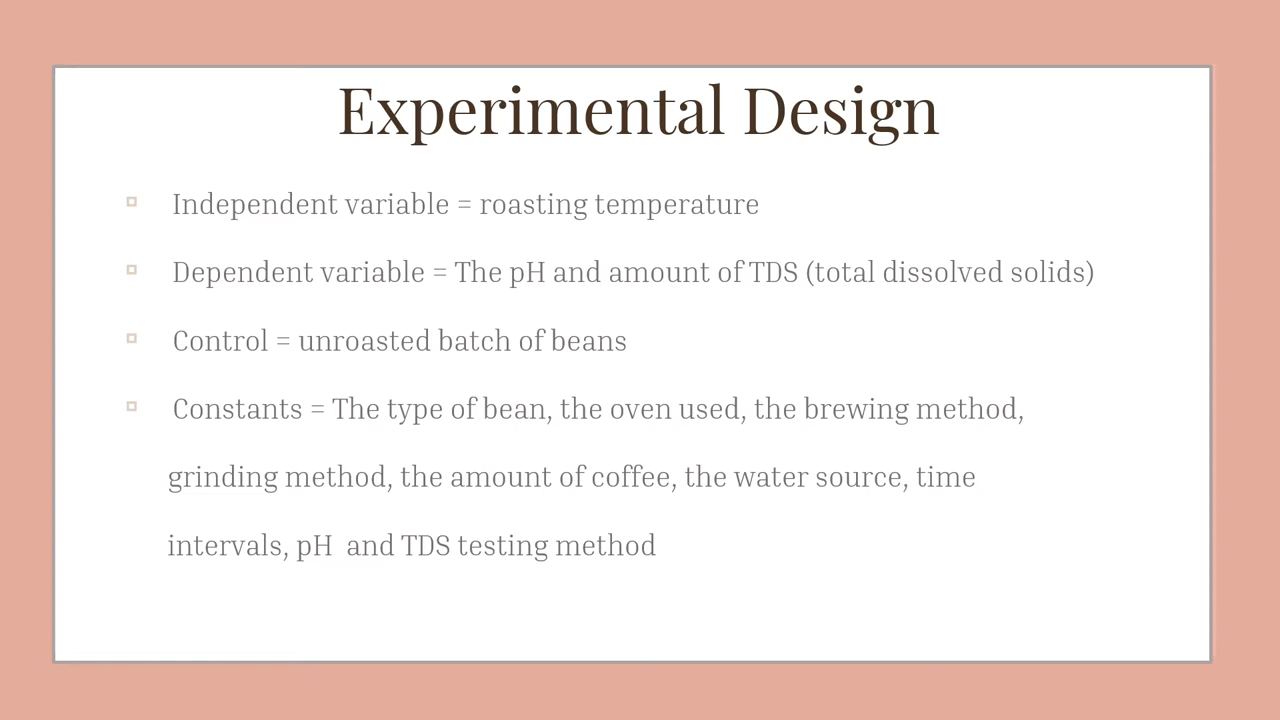 Experimental Design
Independent variable = roasting temperature
Dependent variable = The pH and amount of TDS (total dissolved solids)
Control = unroasted batch of beans
Constants = The type of bean, the oven used, the brewing method,
grinding method, the amount of coffee, the water source, time
intervals, pH  and TDS testing method